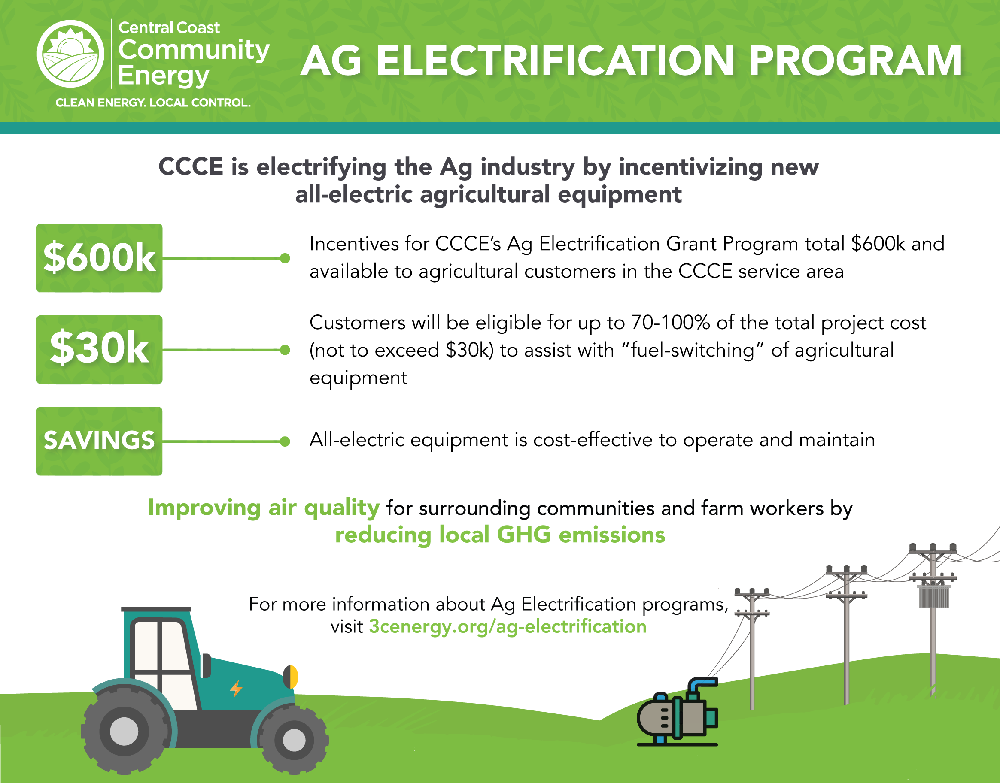 Central Coast
Community
Energy
CLEAN ENERGY. LOCAL CONTROL.
AG ELECTRIFICATION PROGRAM
CCCE is electrifying the Ag industry by incentivizing new
all-electric agricultural equipment
$600k
Incentives for CCCE’s Ag Electrification Grant Program total $600k and
available to agricultural customers in the CCCE service area
$30k
Customers will be eligible for up to 70-100% of the total project cost
(not to exceed $30k) to assist with “fuel-switching” of agricultural
equipment
SAVINGS
All-electric equipment is cost-effective to operate and maintain
Improving air quality for surrounding communities and farm workers by
reducing local GHG emissions
For more information about Ag Electrification programs,
visit 3cenergy.org/ag-electrification